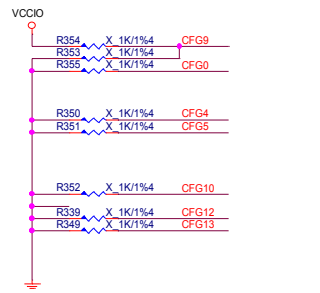 VCCIO
R354 X_1K/1%4 CFG9
R353 X_1K/1%4
R355 X_1K/1%4 CFG0
R350 X_1K/1%4 CFG4
R351 X_1K/1%4 CFG5
R352 X_1K/1%4 CFG10
R339 X_1K/1%4 CFG12
R349 X_1K/1%4 CFG13